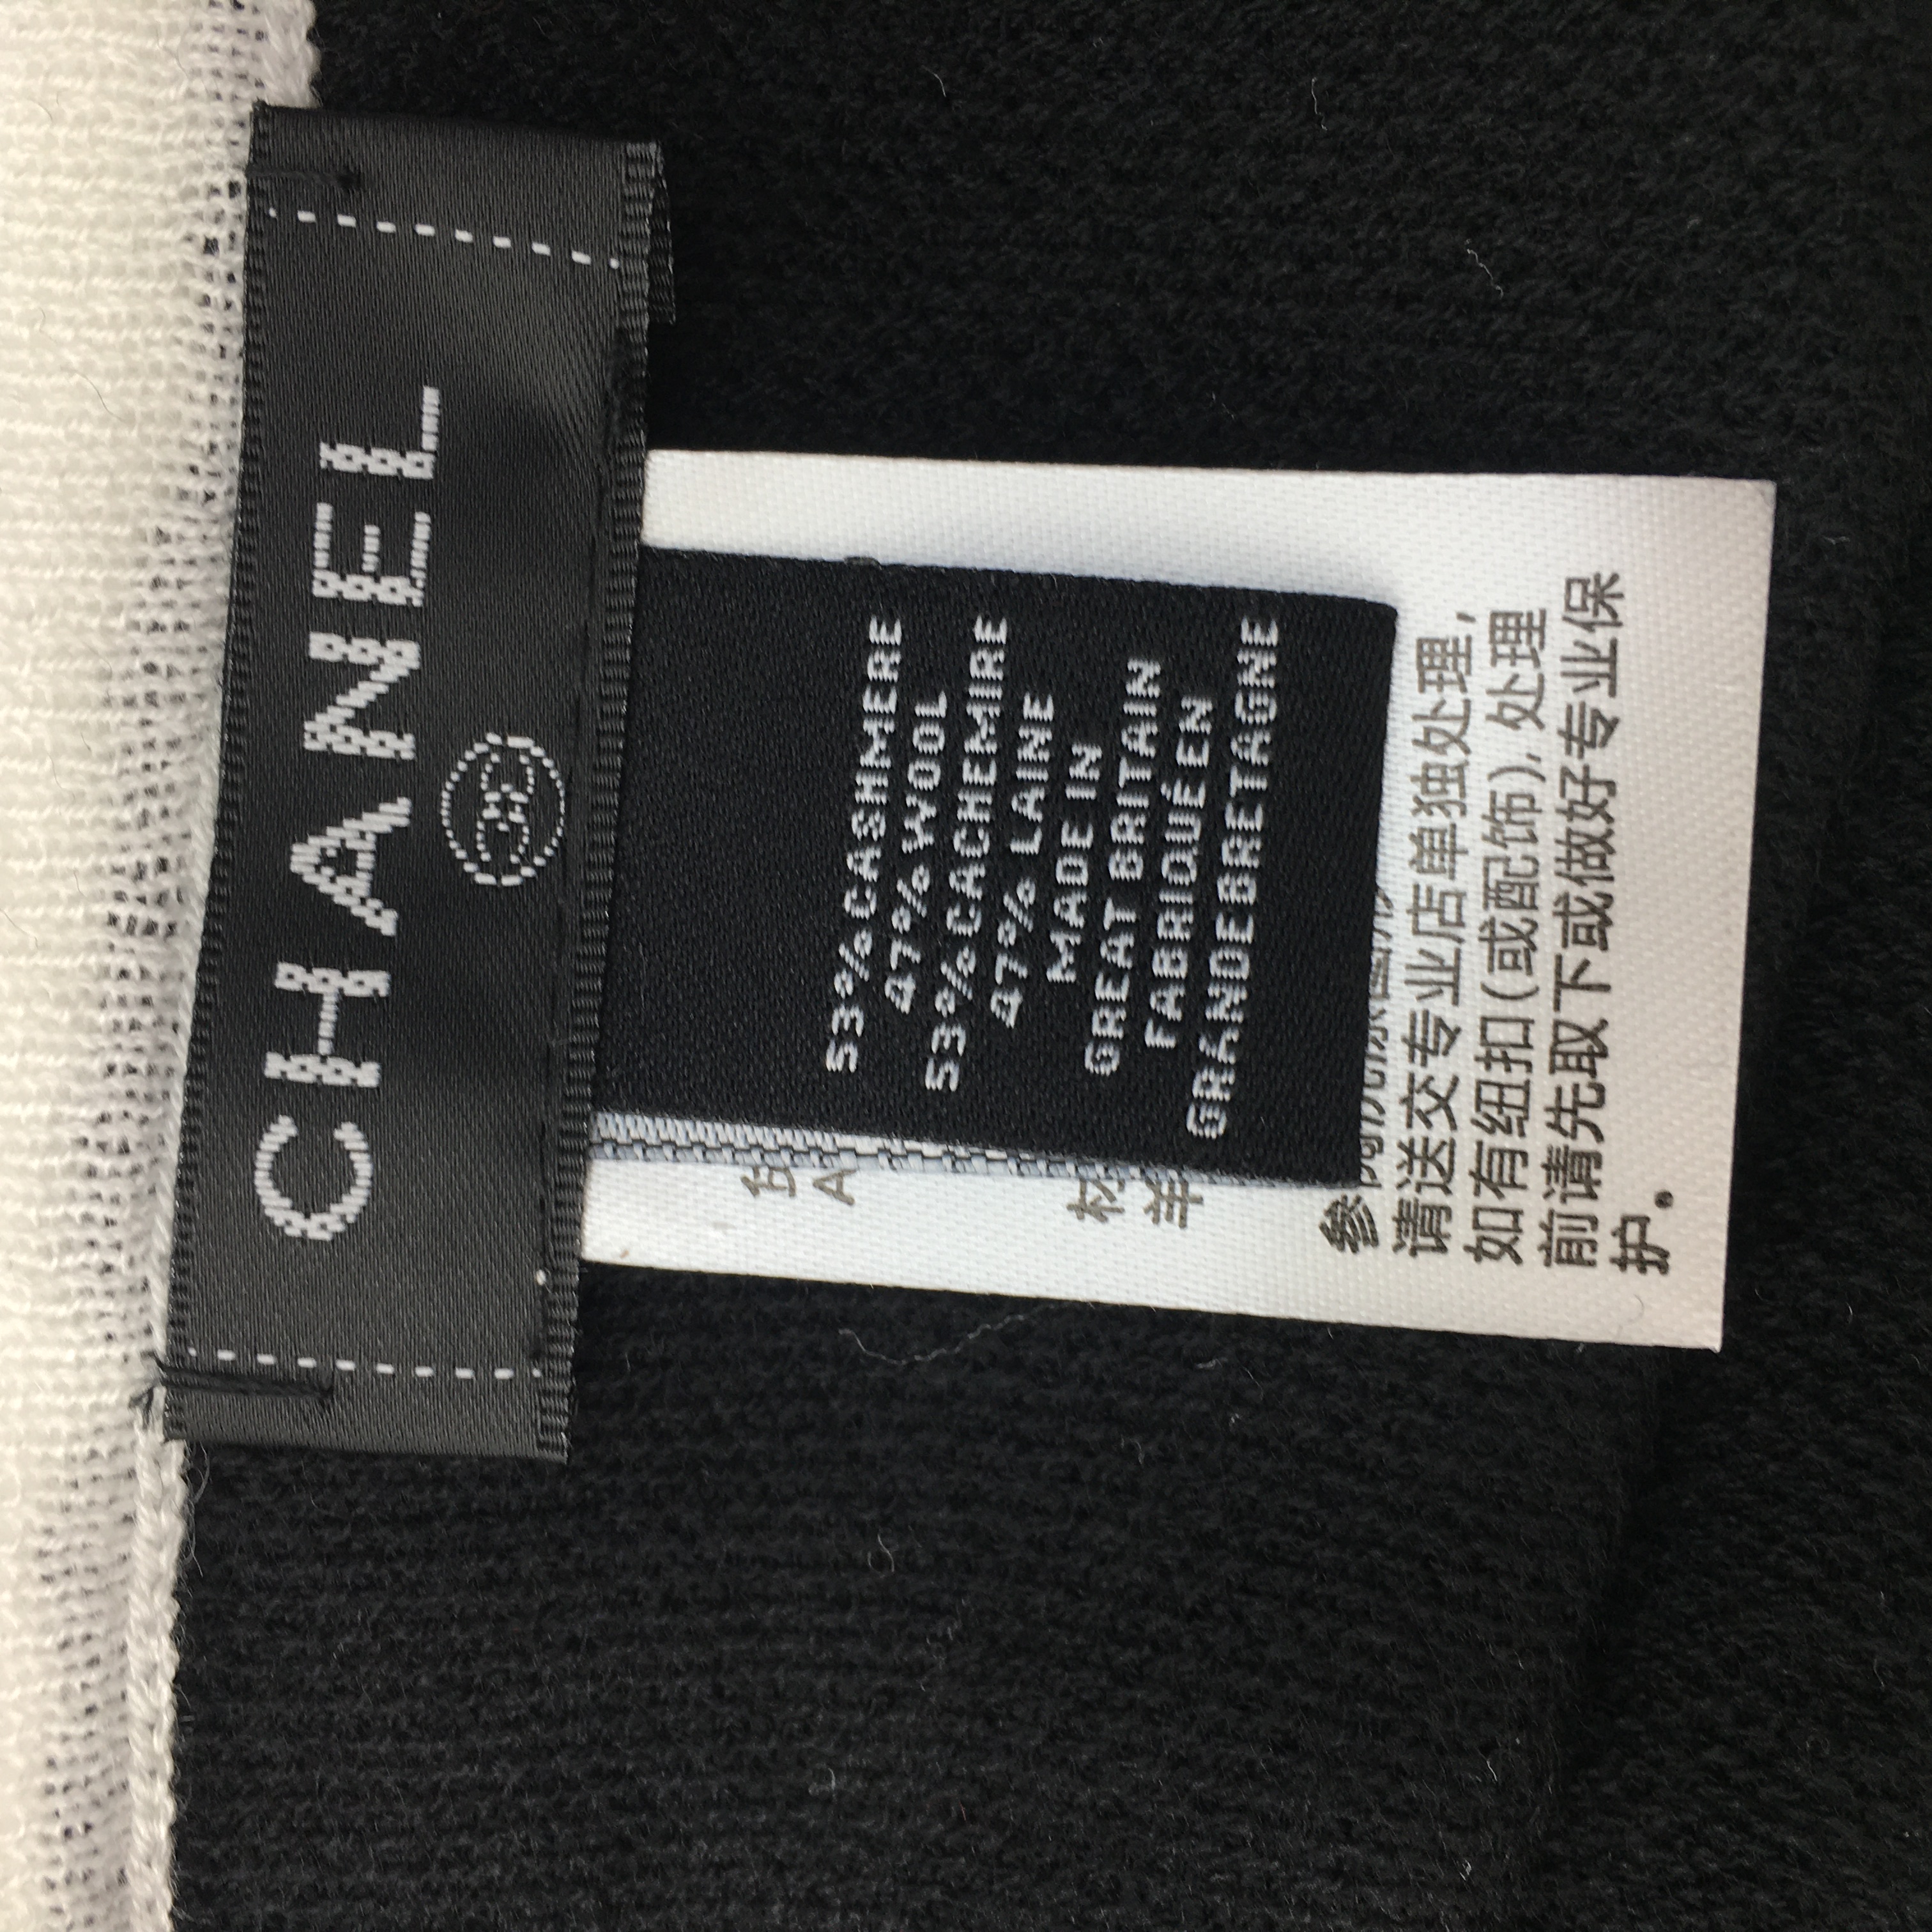 CHANEL
53% CASHMERE
47% WOOL
53% CACHEMIRE
47% LAINE
MADE IN
GREAT BRITAIN
FABRIQUÉ EN
GRANDE BRETAGNE
A
请送交专业店单独处理,
如有纽扣(或配饰),处理
前请先取下或做好专业保
护。